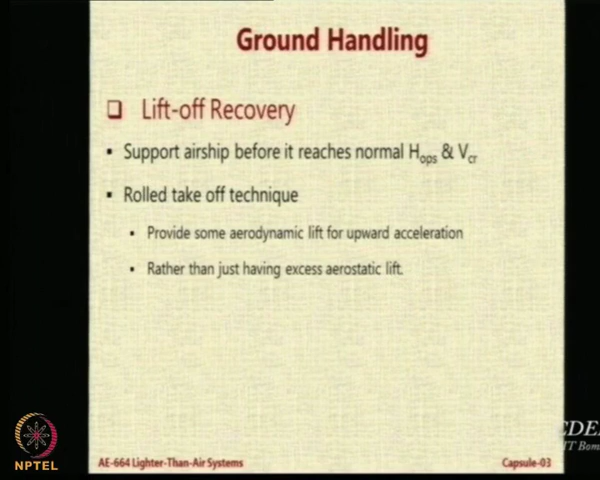 Ground Handling
❑ Lift-off Recovery
▪ Support airship before it reaches normal Hops & Vcr
▪ Rolled take off technique
▪ Provide some aerodynamic lift for upward acceleration
▪ Rather than just having excess aerostatic lift.
NPTEL
AE-664 Lighter-Than-Air Systems
Capsule-03